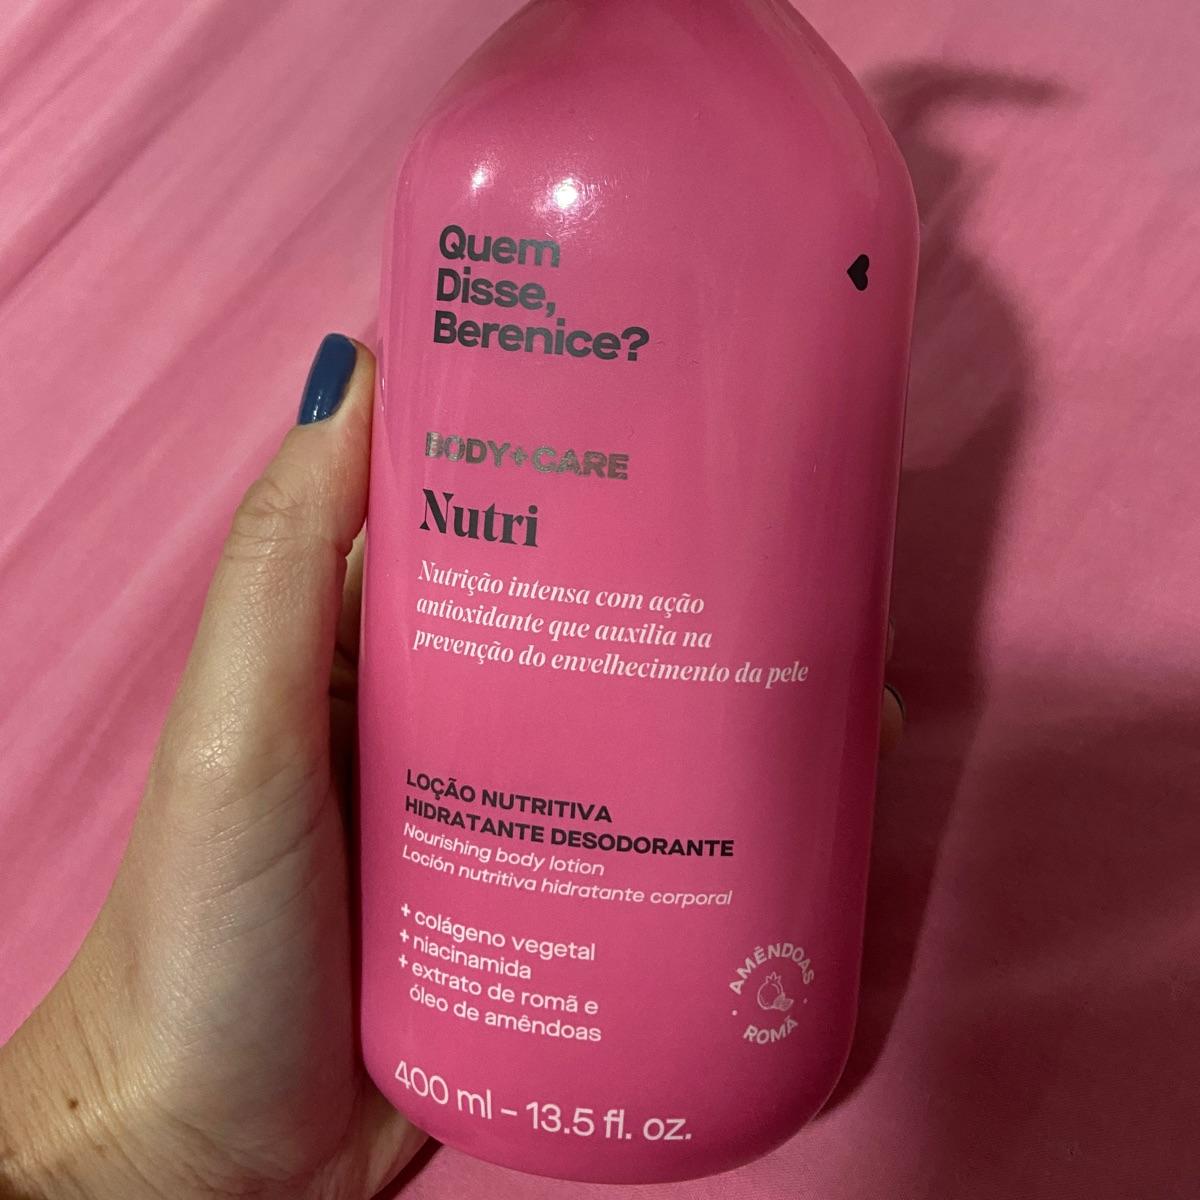 Quem
Disse,
Berenice?
BODY+CARE
Nutri
Nutrição intensa com ação
antioxidante que auxilia na
prevenção do envelhecimento da pele
LOÇÃO NUTRITIVA
HIDRATANTE DESODORANTE
Nourishing body lotion
Loción nutritiva hidratante corporal
+ colágeno vegetal
+ niacinamida
+ extrato de romã e
óleo de amêndoas
AMÊNDOAS
ROMÃ
400 ml - 13.5 fl. oz.